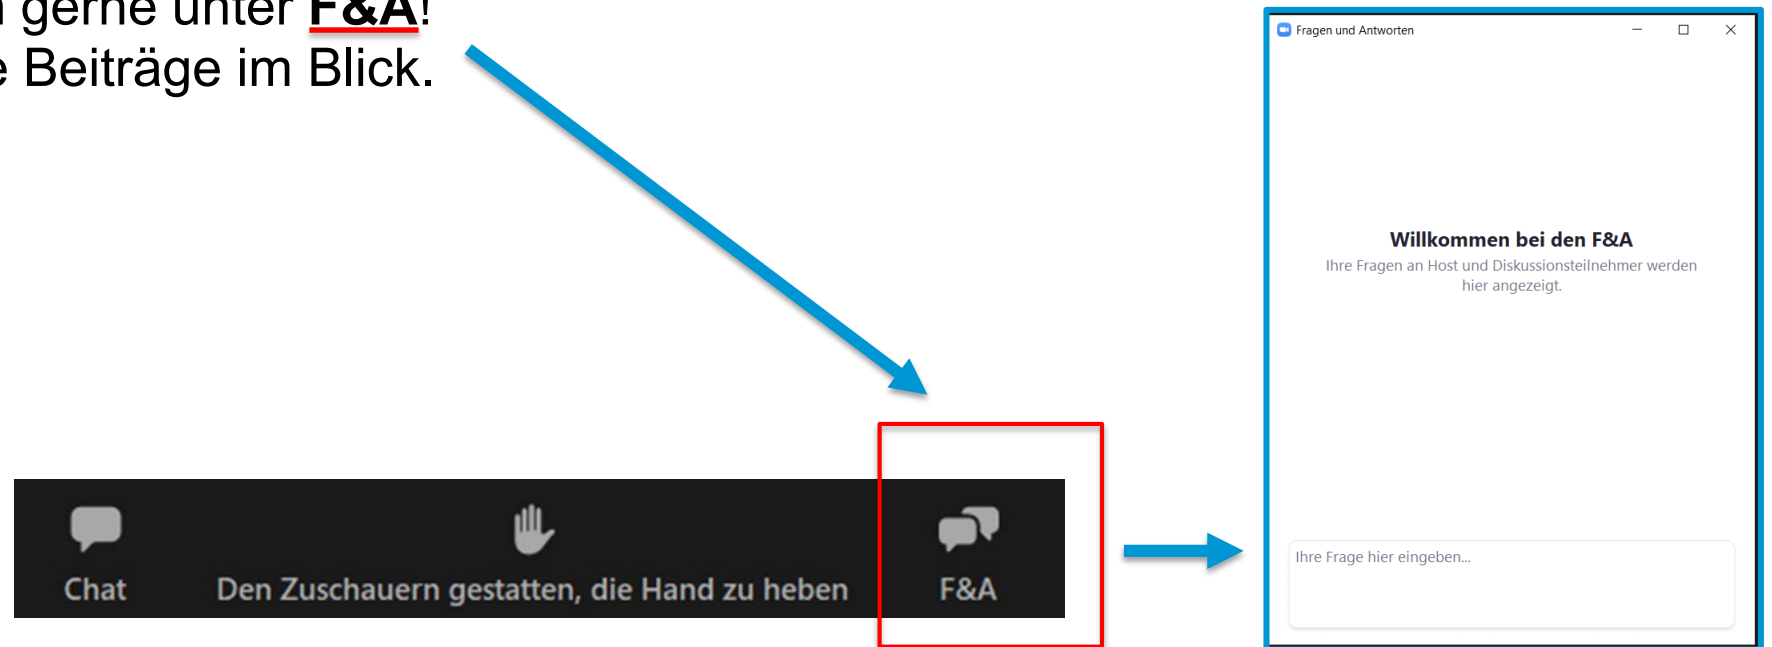 gerne unter F&A!
Beiträge im Blick.
Fragen und Antworten
Willkommen bei den F&A
Ihre Fragen an Host und Diskussionsteilnehmer werden
hier angezeigt.
Ihre Frage hier eingeben...
Chat
Den Zuschauern gestatten, die Hand zu heben
F&A